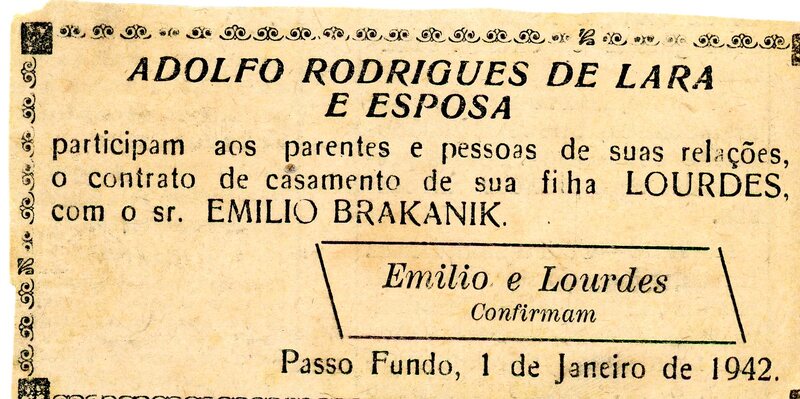 ADOLFO RODRIGUES DE LARA
E ESPOSA
participam aos parentes e pessoas de suas relações,
o contrato de casamento de sua filha LOURDES,
com o sr. EMILIO BRAKANIK.
Emilio e Lourdes
Confirmam
Passo Fundo, 1 de Janeiro de 1942.